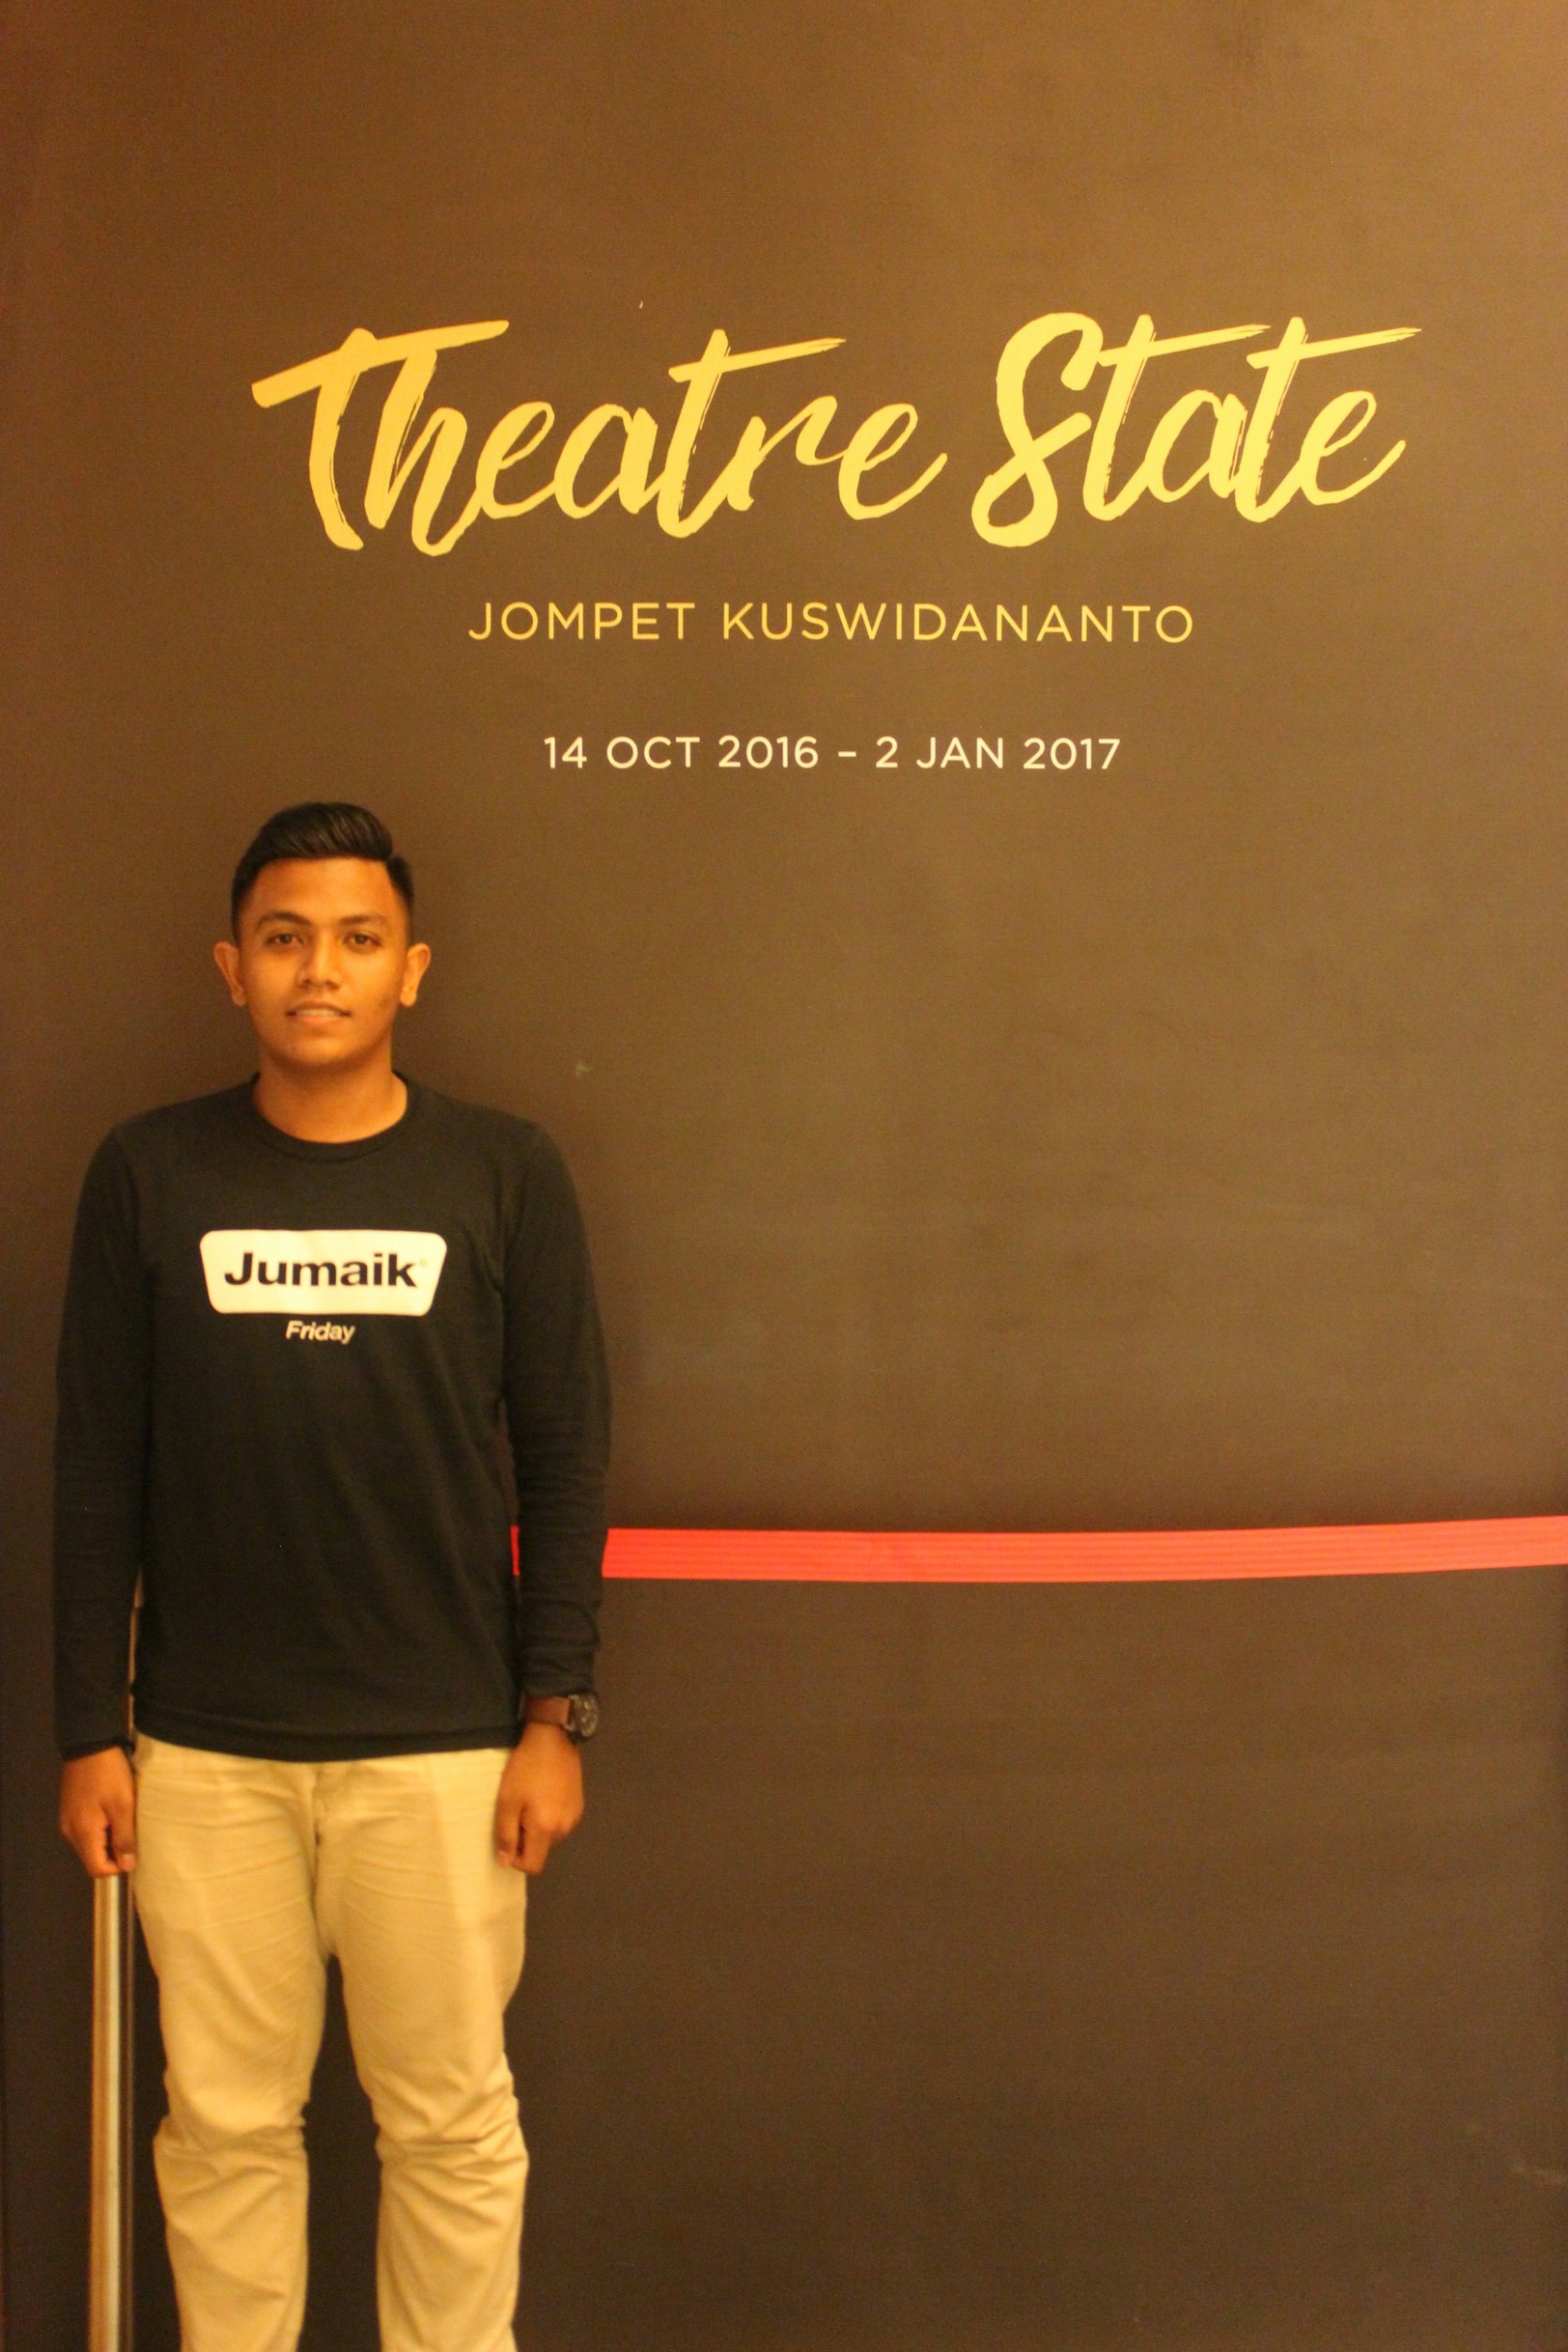 Theatre State
JOMPET KUSWIDANANTO
14 OCT 2016 – 2 JAN 2017
Jumaik®
Friday